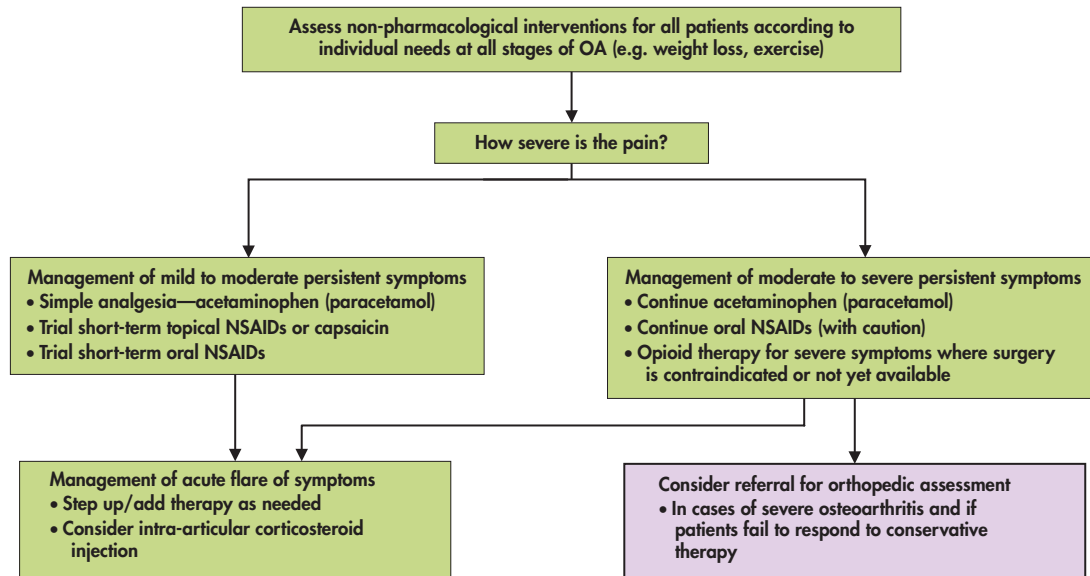 Assess non-pharmacological interventions for all patients according to
individual needs at all stages of OA (e.g. weight loss, exercise)
How severe is the pain?
Management of mild to moderate persistent symptoms
• Simple analgesia—acetaminophen (paracetamol)
• Trial short-term topical NSAIDs or capsaicin
• Trial short-term oral NSAIDs
Management of moderate to severe persistent symptoms
• Continue acetaminophen (paracetamol)
• Continue oral NSAIDs (with caution)
• Opioid therapy for severe symptoms where surgery
is contraindicated or not yet available
Management of acute flare of symptoms
• Step up/add therapy as needed
• Consider intra-articular corticosteroid
injection
Consider referral for orthopedic assessment
• In cases of severe osteoarthritis and if
patients fail to respond to conservative
therapy